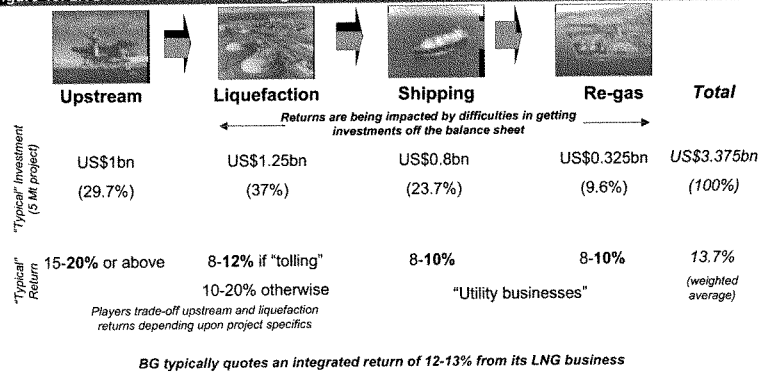 Upstream Liquefaction Shipping Re-gas Total
Returns are being impacted by difficulties in getting
investments off the balance sheet
"Typical" Investment
(5 Mt project)
US$1bn US$1.25bn US$0.8bn US$0.325bn US$3.375bn
(29.7%) (37%) (23.7%) (9.6%) (100%)
"Typical"
Return
15-20% or above 8-12% if "tolling" 8-10% 8-10% 13.7%
10-20% otherwise "Utility businesses" (weighted
average)
Players trade-off upstream and liquefaction
returns depending upon project specifics
BG typically quotes an integrated return of 12-13% from its LNG business